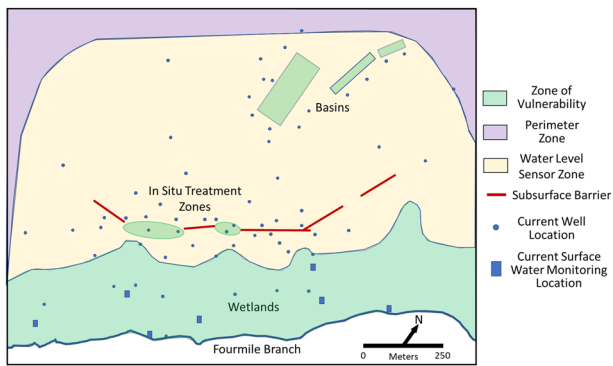 Basins
In Situ Treatment
Zones
Wetlands
Fourmile Branch
N
0 Meters 250
Zone of
Vulnerability
Perimeter
Zone
Water Level
Sensor Zone
Subsurface Barrier
Current Well
Location
Current Surface
Water Monitoring
Location